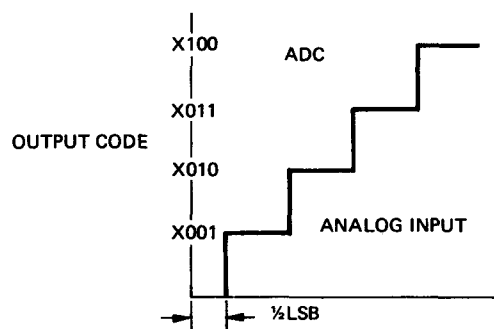 X100
ADC
X011
OUTPUT CODE
X010
X001
ANALOG INPUT
½LSB